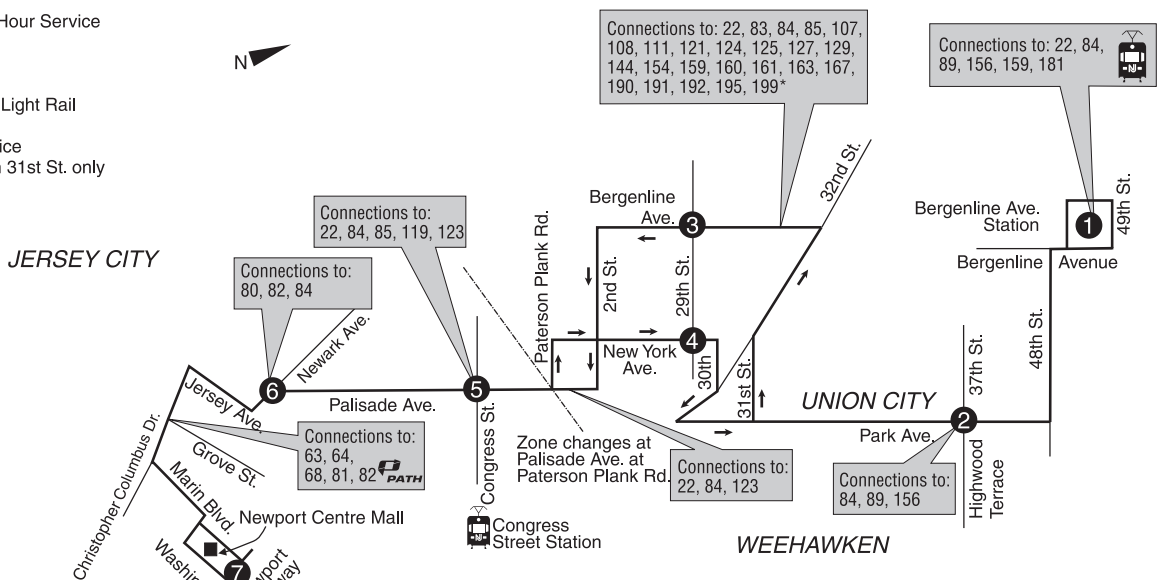 Hour Service
N
Light Rail
31st St. only
JERSEY CITY
Connections to: 22, 83, 84, 85, 107,
108, 111, 121, 124, 125, 127, 129,
144, 154, 159, 160, 161, 163, 167,
190, 191, 192, 195, 199*
Connections to: 22, 84,
89, 156, 159, 181
NJ
32nd St.
Bergenline
Ave.
3
Bergenline Ave.
Station
1
49th St.
Bergenline Avenue
Connections to:
22, 84, 85, 119, 123
Connections to:
80, 82, 84
Paterson Plank Rd.
2nd St.
29th St.
4
New York
Ave.
30th
31st St.
37th St.
48th St.
UNION CITY
Newark Ave.
6
5
Palisade Ave.
Jersey Ave.
Park Ave.
2
Christopher Columbus Dr.
Grove St.
Connections to:
63, 64,
68, 81, 82 PATH
Congress St.
Zone changes at
Palisade Ave. at
Paterson Plank Rd.
Connections to:
22, 84, 123
Connections to:
84, 89, 156
Highwood
Terrace
Marin Blvd.
Newport Centre Mall
NJ
Congress
Street Station
WEEHAWKEN
7